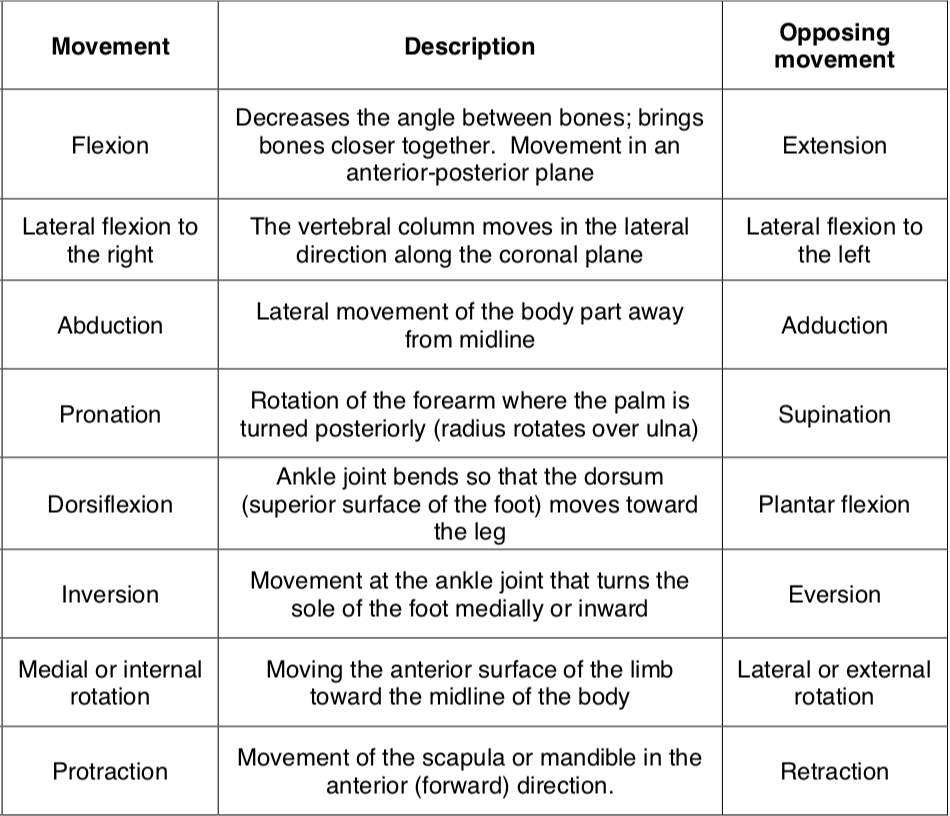 Movement
Description
Opposing
movement
Flexion
Decreases the angle between bones; brings
bones closer together.  Movement in an
anterior-posterior plane
Extension
Lateral flexion to
the right
The vertebral column moves in the lateral
direction along the coronal plane
Lateral flexion to
the left
Abduction
Lateral movement of the body part away
from midline
Adduction
Pronation
Rotation of the forearm where the palm is
turned posteriorly (radius rotates over ulna)
Supination
Dorsiflexion
Ankle joint bends so that the dorsum
(superior surface of the foot) moves toward
the leg
Plantar flexion
Inversion
Movement at the ankle joint that turns the
sole of the foot medially or inward
Eversion
Medial or internal
rotation
Moving the anterior surface of the limb
toward the midline of the body
Lateral or external
rotation
Protraction
Movement of the scapula or mandible in the
anterior (forward) direction.
Retraction